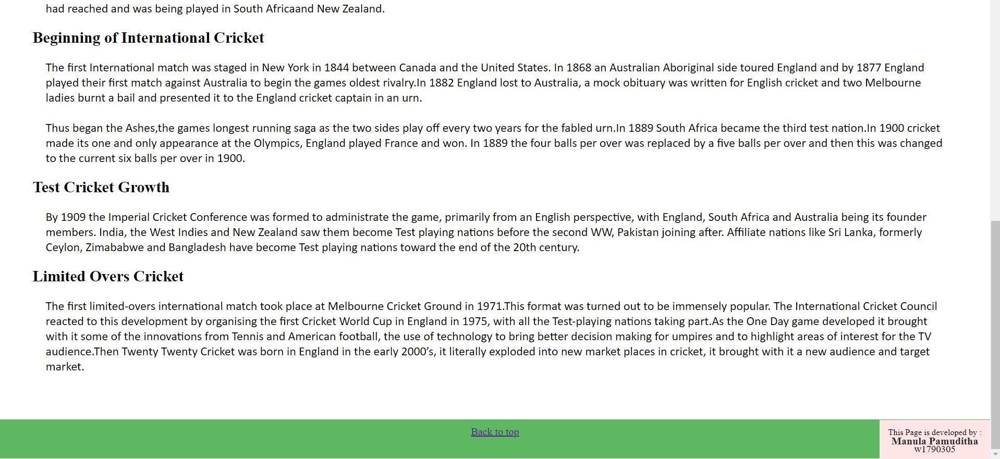 had reached and was being played in South Africaand New Zealand.
Beginning of International Cricket
The first International match was staged in New York in 1844 between Canada and the United States. In 1868 an Australian Aboriginal side toured England and by 1877 England
played their first match against Australia to begin the games oldest rivalry.In 1882 England lost to Australia, a mock obituary was written for English cricket and two Melbourne
ladies burnt a bail and presented it to the England cricket captain in an urn.
Thus began the Ashes,the games longest running saga as the two sides play off every two years for the fabled urn.In 1889 South Africa became the third test nation.In 1900 cricket
made its one and only appearance at the Olympics, England played France and won. In 1889 the four balls per over was replaced by a five balls per over and then this was changed
to the current six balls per over in 1900.
Test Cricket Growth
By 1909 the Imperial Cricket Conference was formed to administrate the game, primarily from an English perspective, with England, South Africa and Australia being its founder
members. India, the West Indies and New Zealand saw them become Test playing nations before the second WW, Pakistan joining after. Affiliate nations like Sri Lanka, formerly
Ceylon, Zimababwe and Bangladesh have become Test playing nations toward the end of the 20th century.
Limited Overs Cricket
The first limited-overs international match took place at Melbourne Cricket Ground in 1971.This format was turned out to be immensely popular. The International Cricket Council
reacted to this development by organising the first Cricket World Cup in England in 1975, with all the Test-playing nations taking part.As the One Day game developed it brought
with it some of the innovations from Tennis and American football, the use of technology to bring better decision making for umpires and to highlight areas of interest for the TV
audience.Then Twenty Twenty Cricket was born in England in the early 2000’s, it literally exploded into new market places in cricket, it brought with it a new audience and target
market.
Back to top
This Page is developed by :
Manula Pamuditha
w1790305